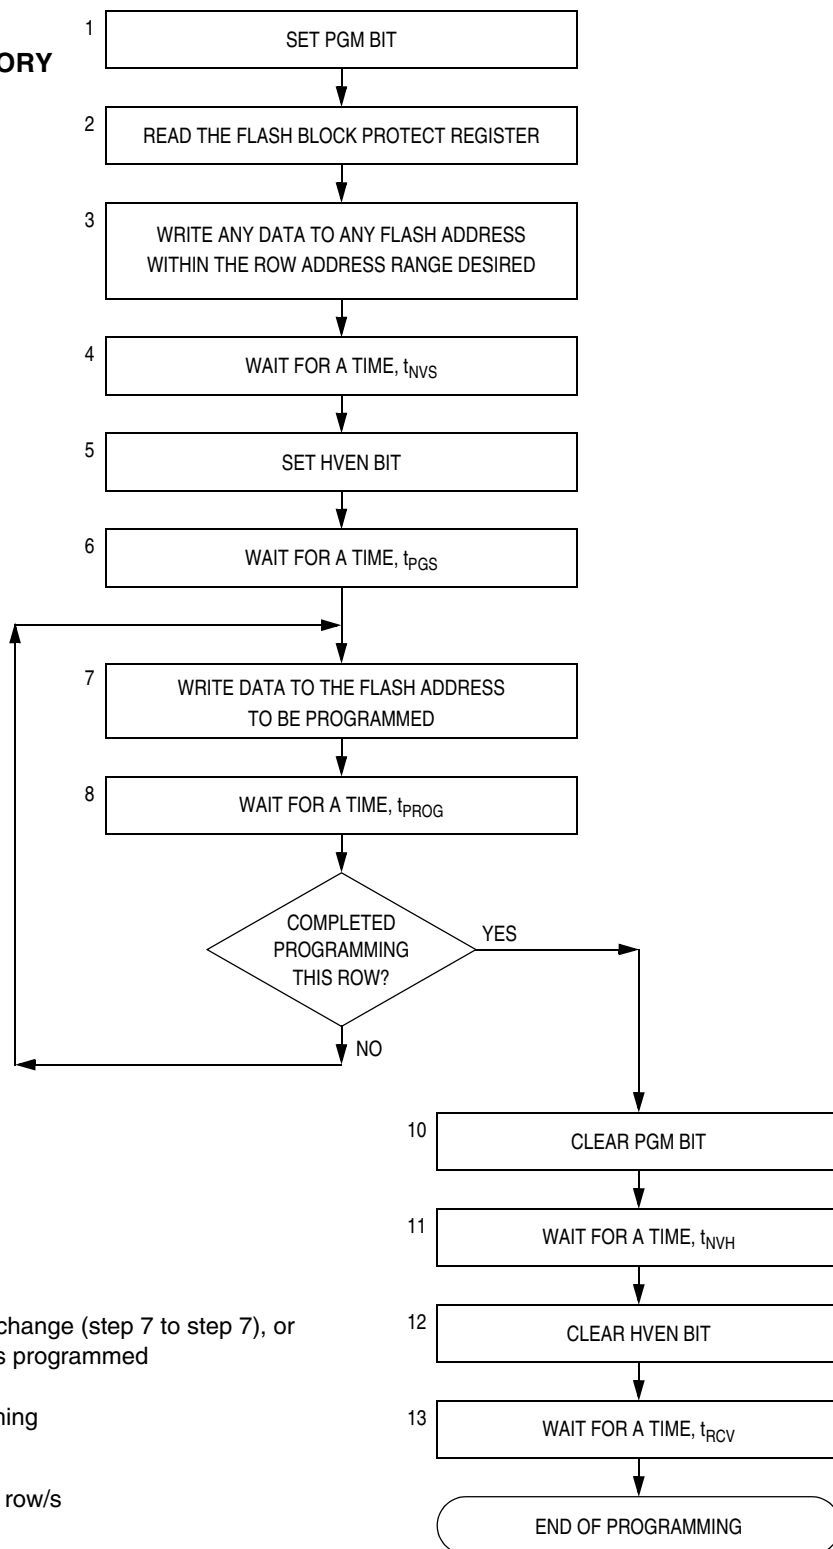 1
SET PGM BIT
2
READ THE FLASH BLOCK PROTECT REGISTER
3
WRITE ANY DATA TO ANY FLASH ADDRESS
WITHIN THE ROW ADDRESS RANGE DESIRED
4
WAIT FOR A TIME, tNVS
5
SET HVEN BIT
6
WAIT FOR A TIME, tPGS
7
WRITE DATA TO THE FLASH ADDRESS
TO BE PROGRAMMED
8
WAIT FOR A TIME, tPROG
COMPLETED
PROGRAMMING
THIS ROW?
YES
NO
10
CLEAR PGM BIT
11
WAIT FOR A TIME, tNVH
change (step 7 to step 7), or
programmed
12
CLEAR HVEN BIT
13
WAIT FOR A TIME, tRCV
row/s
END OF PROGRAMMING